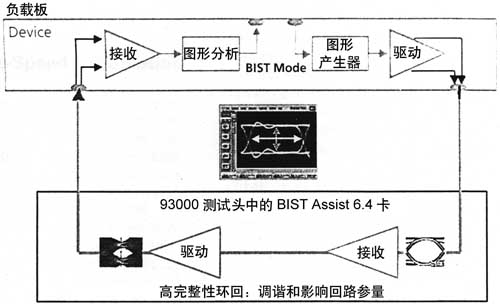 负载板
Device
接收
图形分析
BIST Mode
图形
产生器
驱动
93000 测试头中的 BIST Assist 6.4 卡
驱动
接收
高完整性环回：调谐和影响回路参量